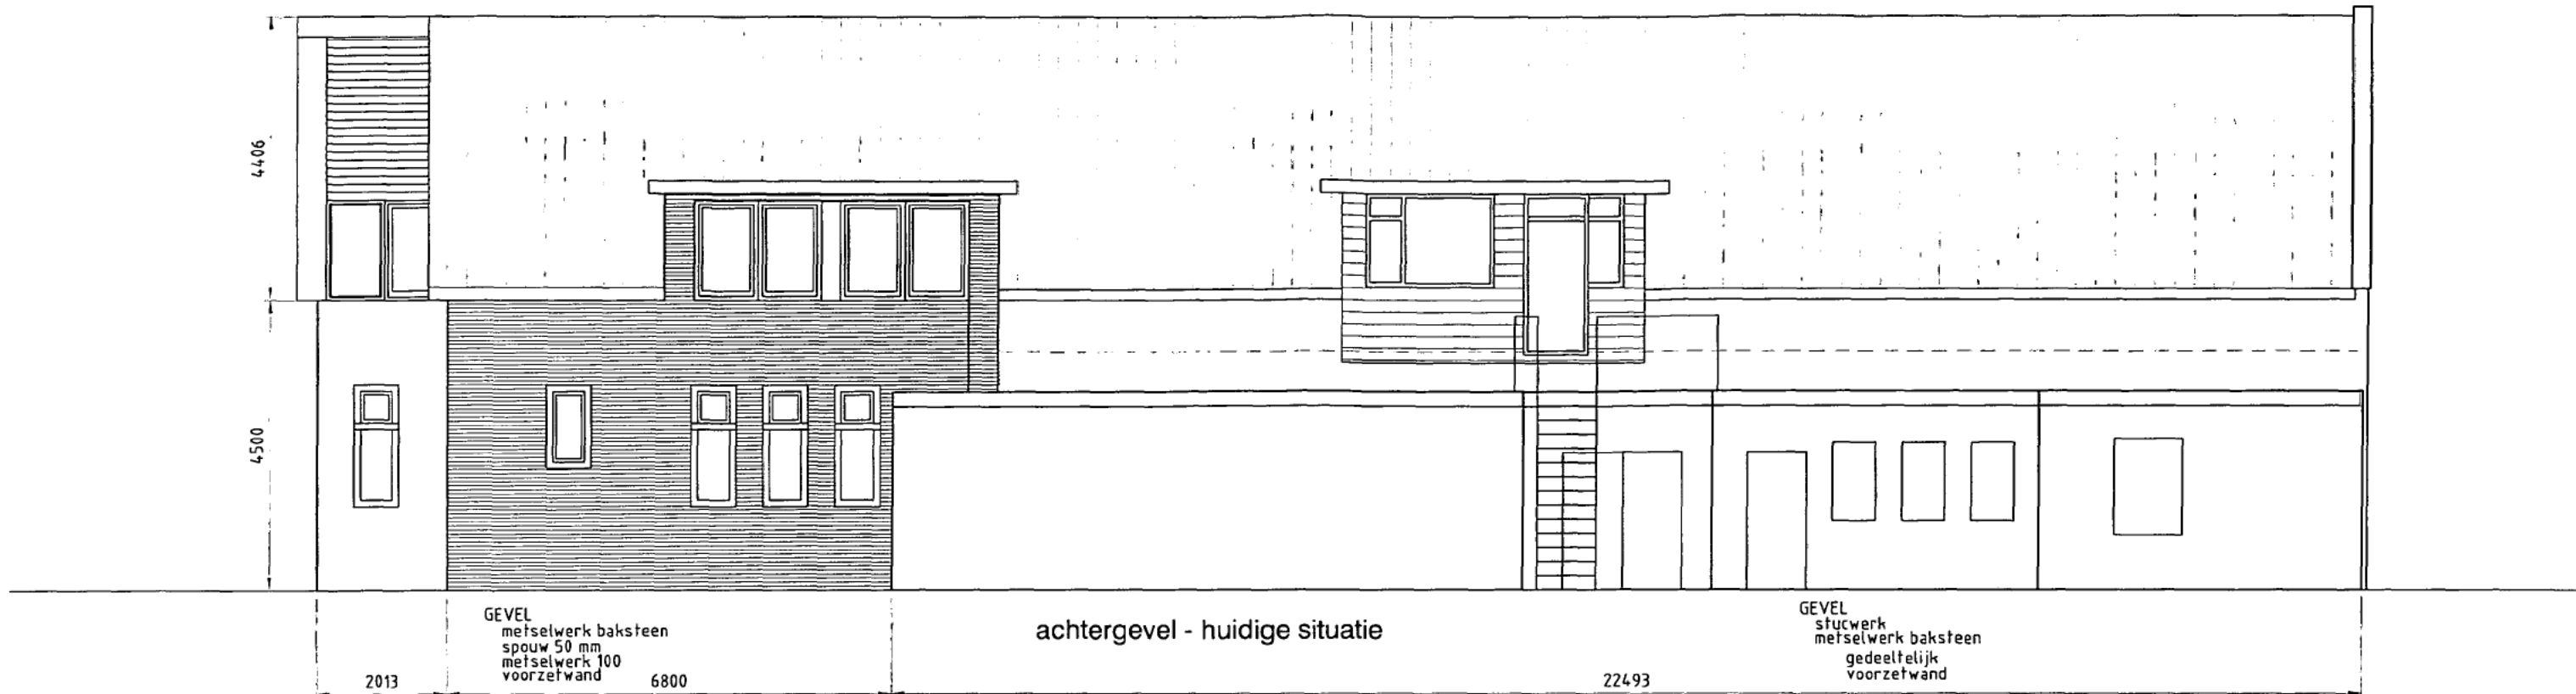 4406
4500
GEVEL
metselwerk baksteen
spouw 50 mm
metselwerk 100
voorzetwand
achtergevel - huidige situatie
GEVEL
stucwerk
metselwerk baksteen
gedeeltelijk
voorzetwand
2013
6800
22493